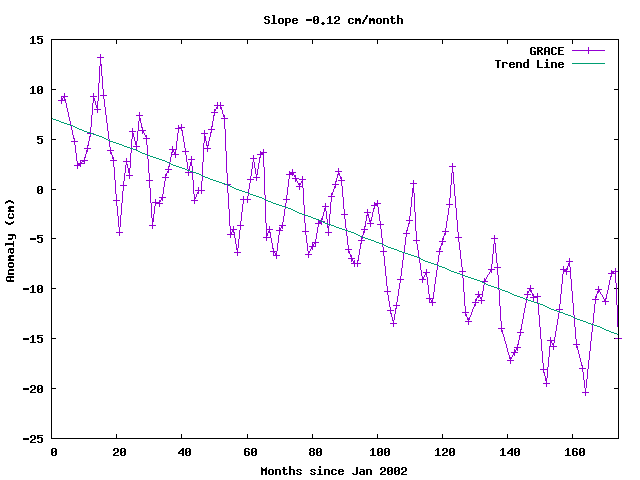 Slope -0.12 cm/month
GRACE
Trend Line
15
10
5
0
-5
-10
-15
-20
-25
Anomaly (cm)
0 20 40 60 80 100 120 140 160
Months since Jan 2002